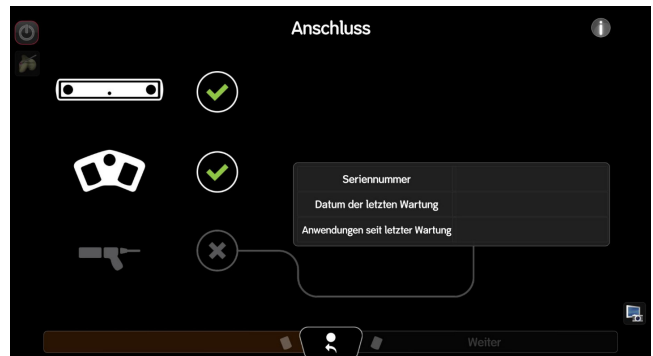 Anschluss
Seriennummer
Datum der letzten Wartung
Anwendungen seit letzter Wartung
Weiter